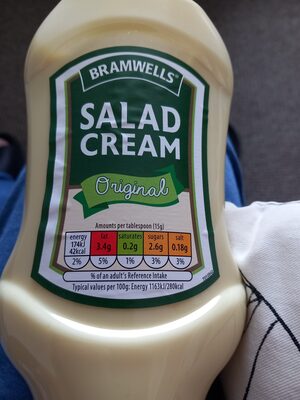 BRAMWELLS
SALAD
CREAM
Original
Amounts per tablespoon (15g)
energy fat saturates sugars salt
174kJ 3.4g 0.2g 2.6g 0.18g
42kcal
2% 5% 1% 3% 3%
% of an adult's Reference Intake
Typical values per 100g: Energy 1163kJ/280kcal